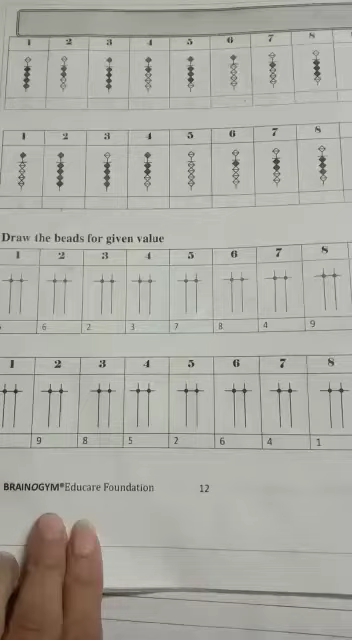 1 2 3 4 5 6 7 8
1 2 3 4 5 6 7 8
Draw the beads for given value
1 2 3 4 5 6 7 8
6 2 3 7 8 4 9
1 2 3 4 5 6 7 8
9 8 5 2 6 4 1
BRAINOGYM® Educare Foundation 12